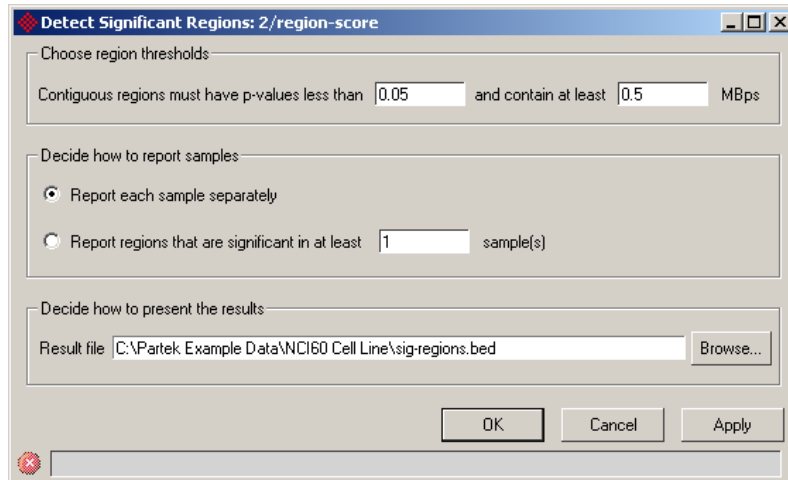 Detect Significant Regions: 2/region-score
Choose region thresholds
Contiguous regions must have p-values less than 0.05 and contain at least 0.5 MBps
Decide how to report samples
Report each sample separately
Report regions that are significant in at least 1 sample(s)
Decide how to present the results
Result file C:\Partek Example Data\NCI60 Cell Line\sig-regions.bed Browse...
OK Cancel Apply